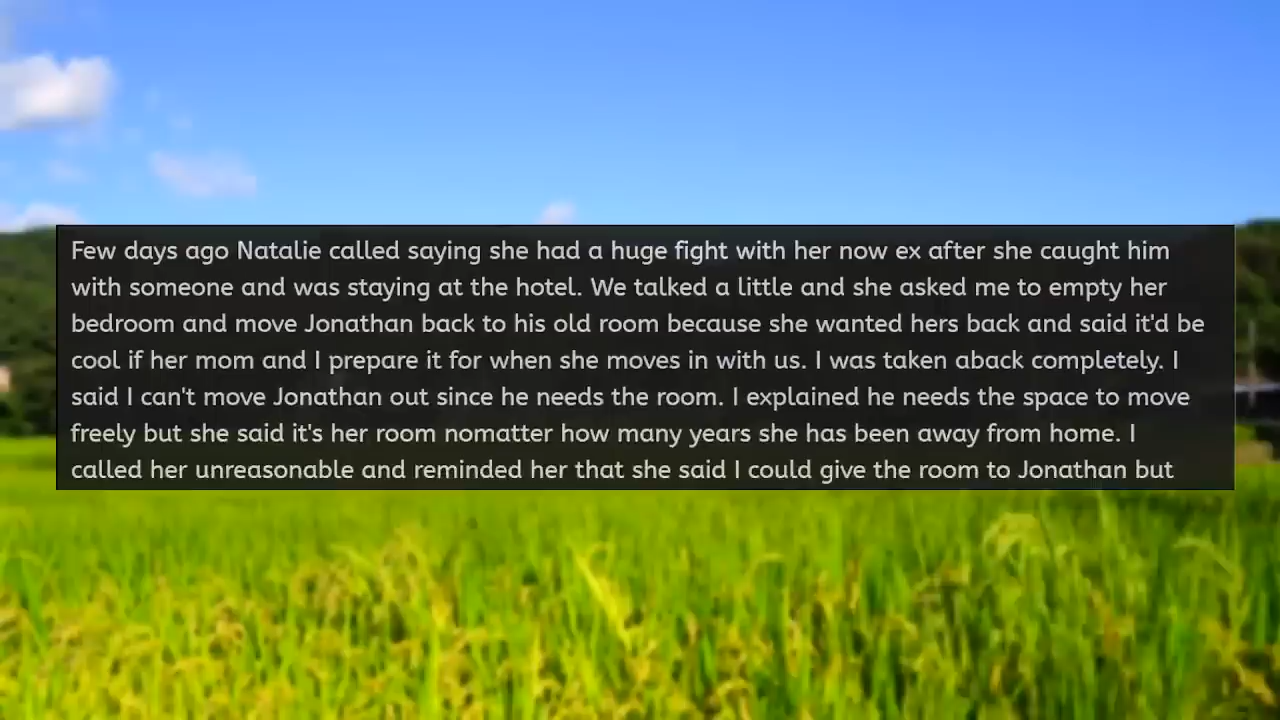 Few days ago Natalie called saying she had a huge fight with her now ex after she caught him
with someone and was staying at the hotel. We talked a little and she asked me to empty her
bedroom and move Jonathan back to his old room because she wanted hers back and said it'd be
cool if her mom and I prepare it for when she moves in with us. I was taken aback completely. I
said I can't move Jonathan out since he needs the room. I explained he needs the space to move
freely but she said it's her room nomatter how many years she has been away from home. I
called her unreasonable and reminded her that she said I could give the room to Jonathan but